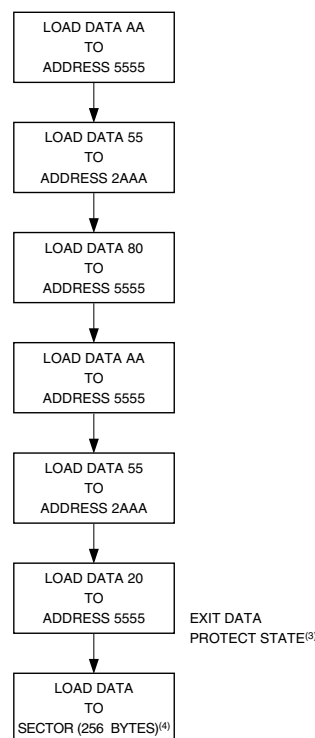 LOAD DATA AA
TO
ADDRESS 5555
LOAD DATA 55
TO
ADDRESS 2AAA
LOAD DATA 80
TO
ADDRESS 5555
LOAD DATA AA
TO
ADDRESS 5555
LOAD DATA 55
TO
ADDRESS 2AAA
LOAD DATA 20
TO
ADDRESS 5555
EXIT DATA
PROTECT STATE(3)
LOAD DATA
TO
SECTOR (256 BYTES)(4)